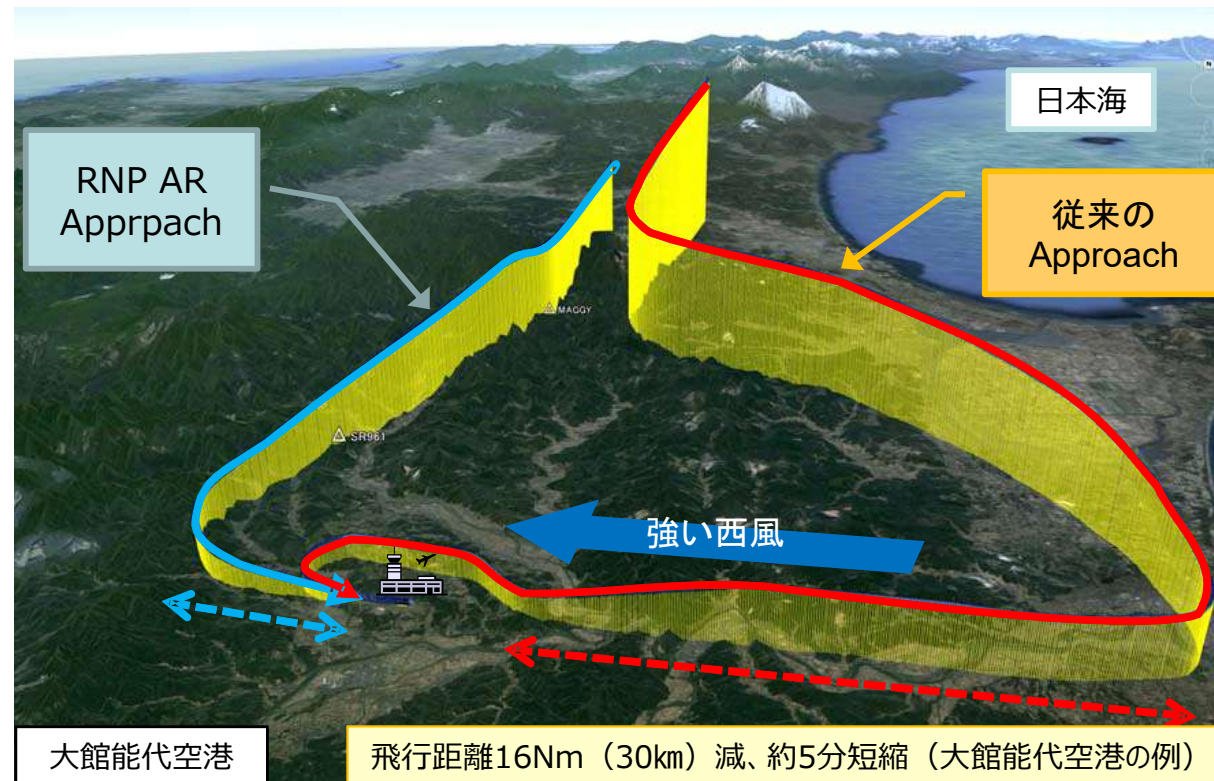 日本海
RNP AR
Apprpach
従来の
Approach
MAGGY
SR961
強い西風
大館能代空港
飛行距離16Nm（30㎞）減、約5分短縮（大館能代空港の例）